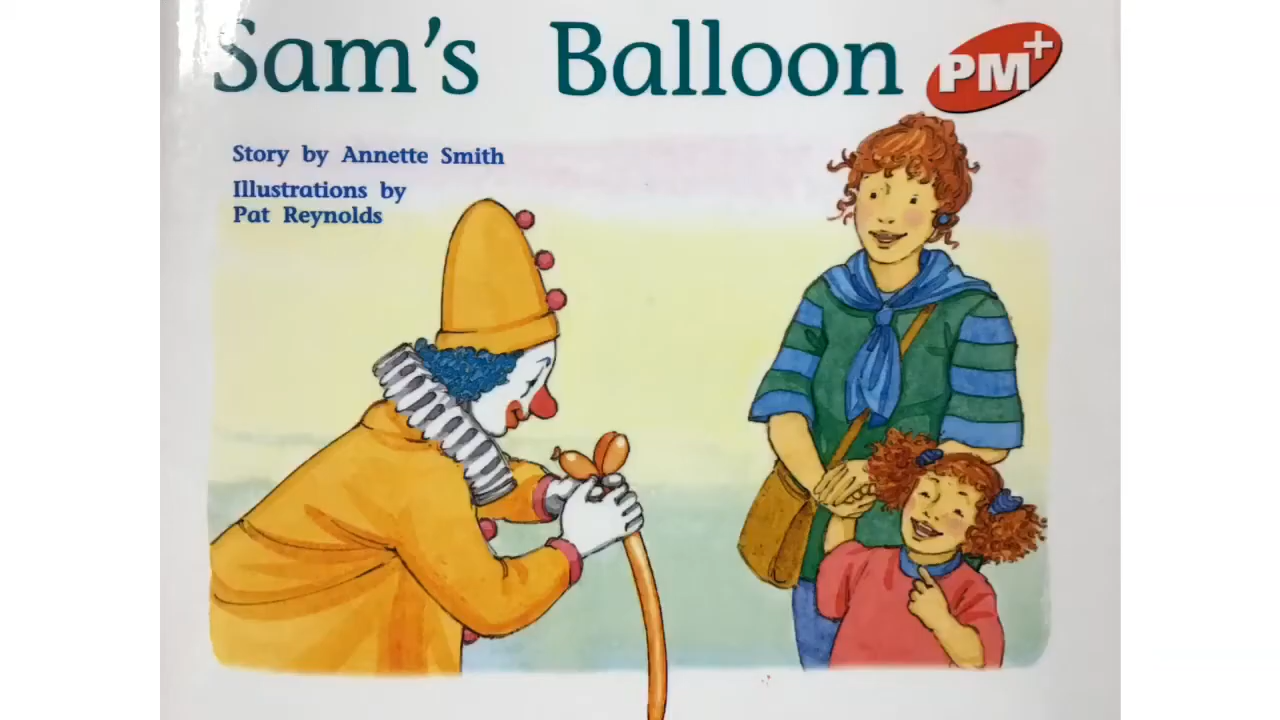 Sam's Balloon
PM+
Story by Annette Smith
Illustrations by
Pat Reynolds